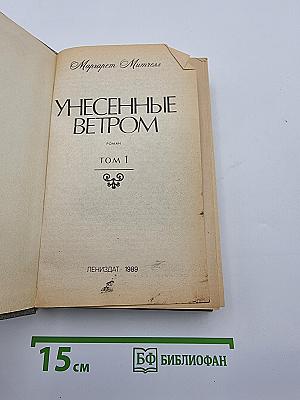 Маргарет Митчелл
УНЕСЕННЫЕ
ВЕТРОМ
РОМАН
ТОМ 1
ЛЕНИЗДАТ · 1989
15 см
БФ БИБЛИОФАН